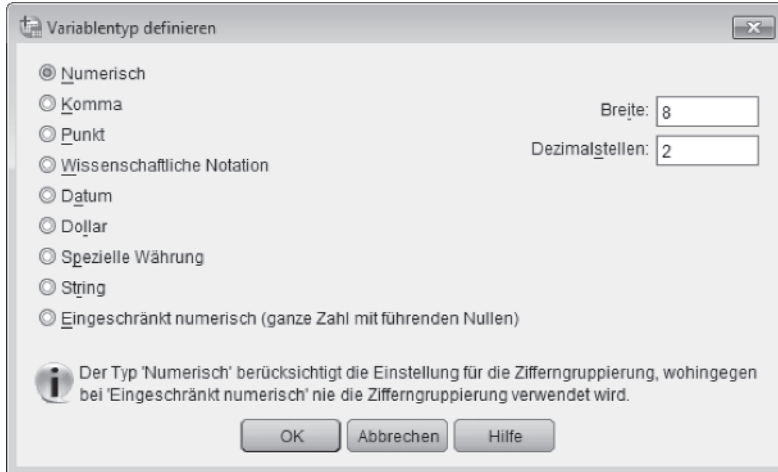 Variablentyp definieren
Numerisch
Komma
Punkt
Wissenschaftliche Notation
Datum
Dollar
Spezielle Währung
String
Eingeschränkt numerisch (ganze Zahl mit führenden Nullen)
Breite: 8
Dezimalstellen: 2
Der Typ 'Numerisch' berücksichtigt die Einstellung für die Zifferngruppierung, wohingegen
bei 'Eingeschränkt numerisch' nie die Zifferngruppierung verwendet wird.
OK Abbrechen Hilfe